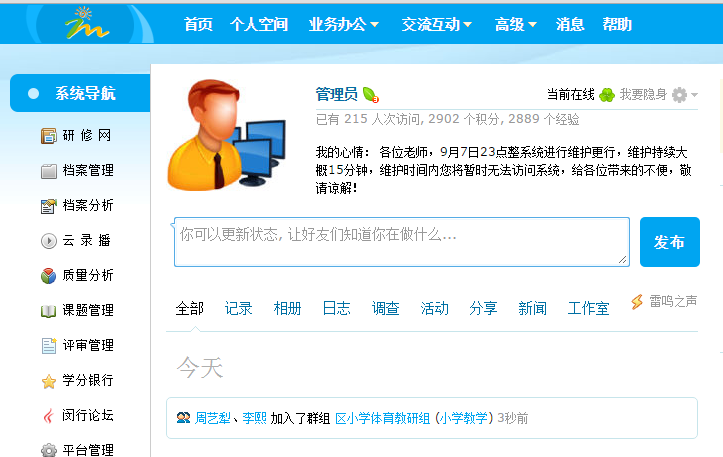 首页 个人空间 业务办公 交流互动 高级 消息 帮助
系统导航
研 修 网
档案管理
档案分析
云 录 播
质量分析
课题管理
评审管理
学分银行
闵行论坛
平台管理
管理员 3 当前在线 我要隐身
已有 215 人次访问, 2902 个积分, 2889 个经验
我的心情： 各位老师，9月7日23点整系统进行维护更行，维护持续大
概15分钟，维护时间内您将暂时无法访问系统，给各位带来的不便，敬
请谅解！
你可以更新状态, 让好友们知道你在做什么...
发布
全部 记录 相册 日志 调查 活动 分享 新闻 工作室 雷鸣之声
今天
周艺犁、李熙 加入了群组 区小学体育教研组 (小学教学) 3秒前